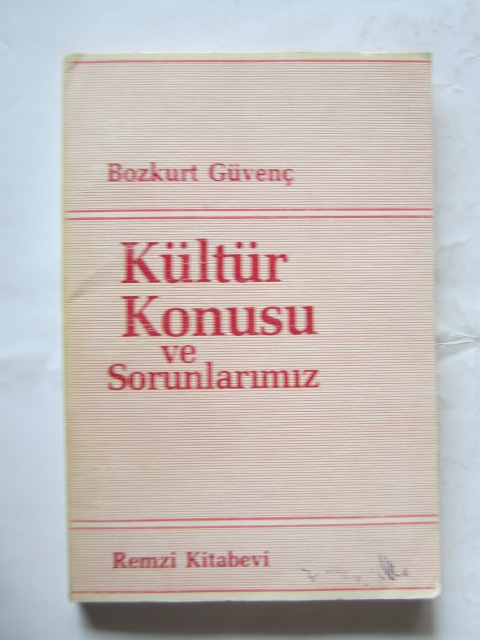 Bozkurt Güvenç
Kültür
Konusu
ve
Sorunlarımız
Remzi Kitabevi